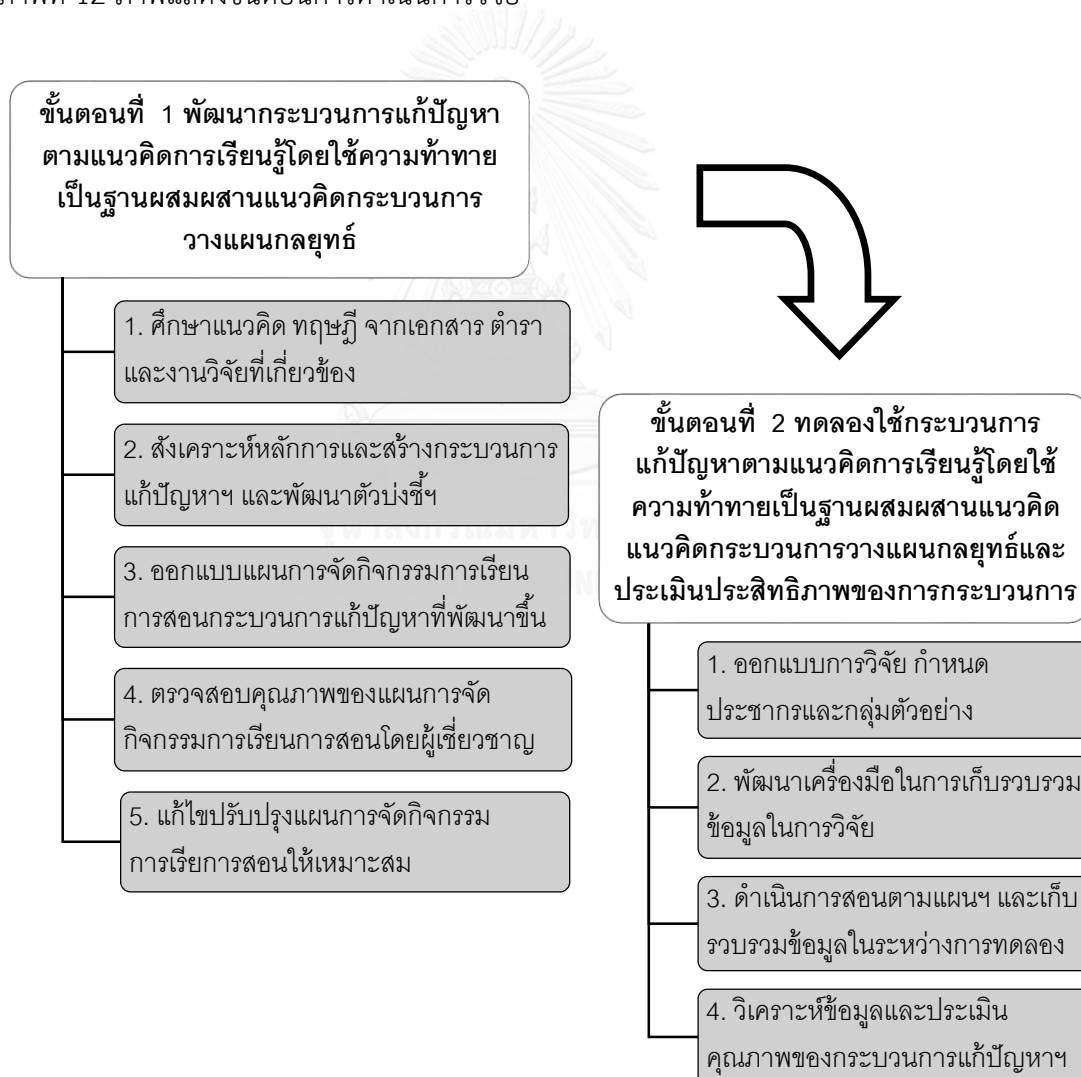 ภาพที่ 12 ภาพแสดงขั้นตอนการดำเนินการวิจัย
ขั้นตอนที่ 1 พัฒนากระบวนการแก้ปัญหา
ตามแนวคิดการเรียนรู้โดยใช้ความท้าทาย
เป็นฐานผสมผสานแนวคิดกระบวนการ
วางแผนกลยุทธ์
1. ศึกษาแนวคิด ทฤษฎี จากเอกสาร ตำรา
และงานวิจัยที่เกี่ยวข้อง
2. สังเคราะห์หลักการและสร้างกระบวนการ
แก้ปัญหาฯ และพัฒนาตัวบ่งชี้ฯ
3. ออกแบบแผนการจัดกิจกรรมการเรียน
การสอนกระบวนการแก้ปัญหาที่พัฒนาขึ้น
4. ตรวจสอบคุณภาพของแผนการจัด
กิจกรรมการเรียนการสอนโดยผู้เชี่ยวชาญ
5. แก้ไขปรับปรุงแผนการจัดกิจกรรม
การเรียการสอนให้เหมาะสม
ขั้นตอนที่ 2 ทดลองใช้กระบวนการ
แก้ปัญหาตามแนวคิดการเรียนรู้โดยใช้
ความท้าทายเป็นฐานผสมผสานแนวคิด
แนวคิดกระบวนการวางแผนกลยุทธ์และ
ประเมินประสิทธิภาพของการกระบวนการ
1. ออกแบบการวิจัย กำหนด
ประชากรและกลุ่มตัวอย่าง
2. พัฒนาเครื่องมือในการเก็บรวบรวม
ข้อมูลในการวิจัย
3. ดำเนินการสอนตามแผนฯ และเก็บ
รวบรวมข้อมูลในระหว่างการทดลอง
4. วิเคราะห์ข้อมูลและประเมิน
คุณภาพของกระบวนการแก้ปัญหาฯ